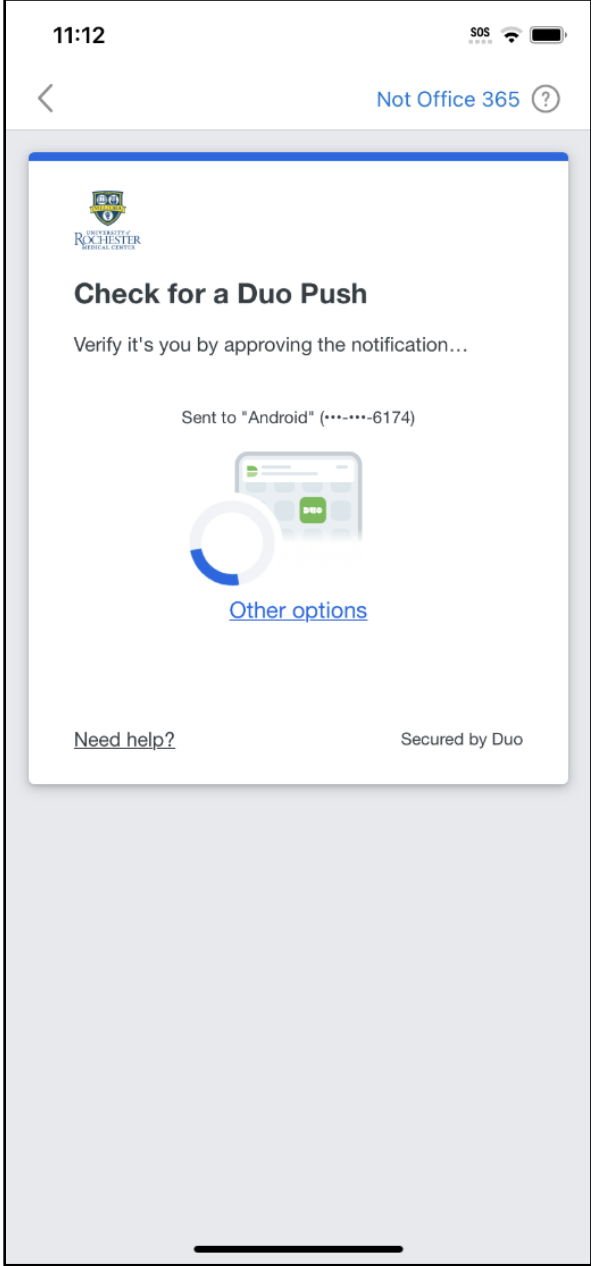 11:12
SOS
Not Office 365 ?
UNIVERSITY of
ROCHESTER
MEDICAL CENTER
Check for a Duo Push
Verify it's you by approving the notification...
Sent to "Android" (•••-•••-6174)
DUO
Other options
Need help?
Secured by Duo